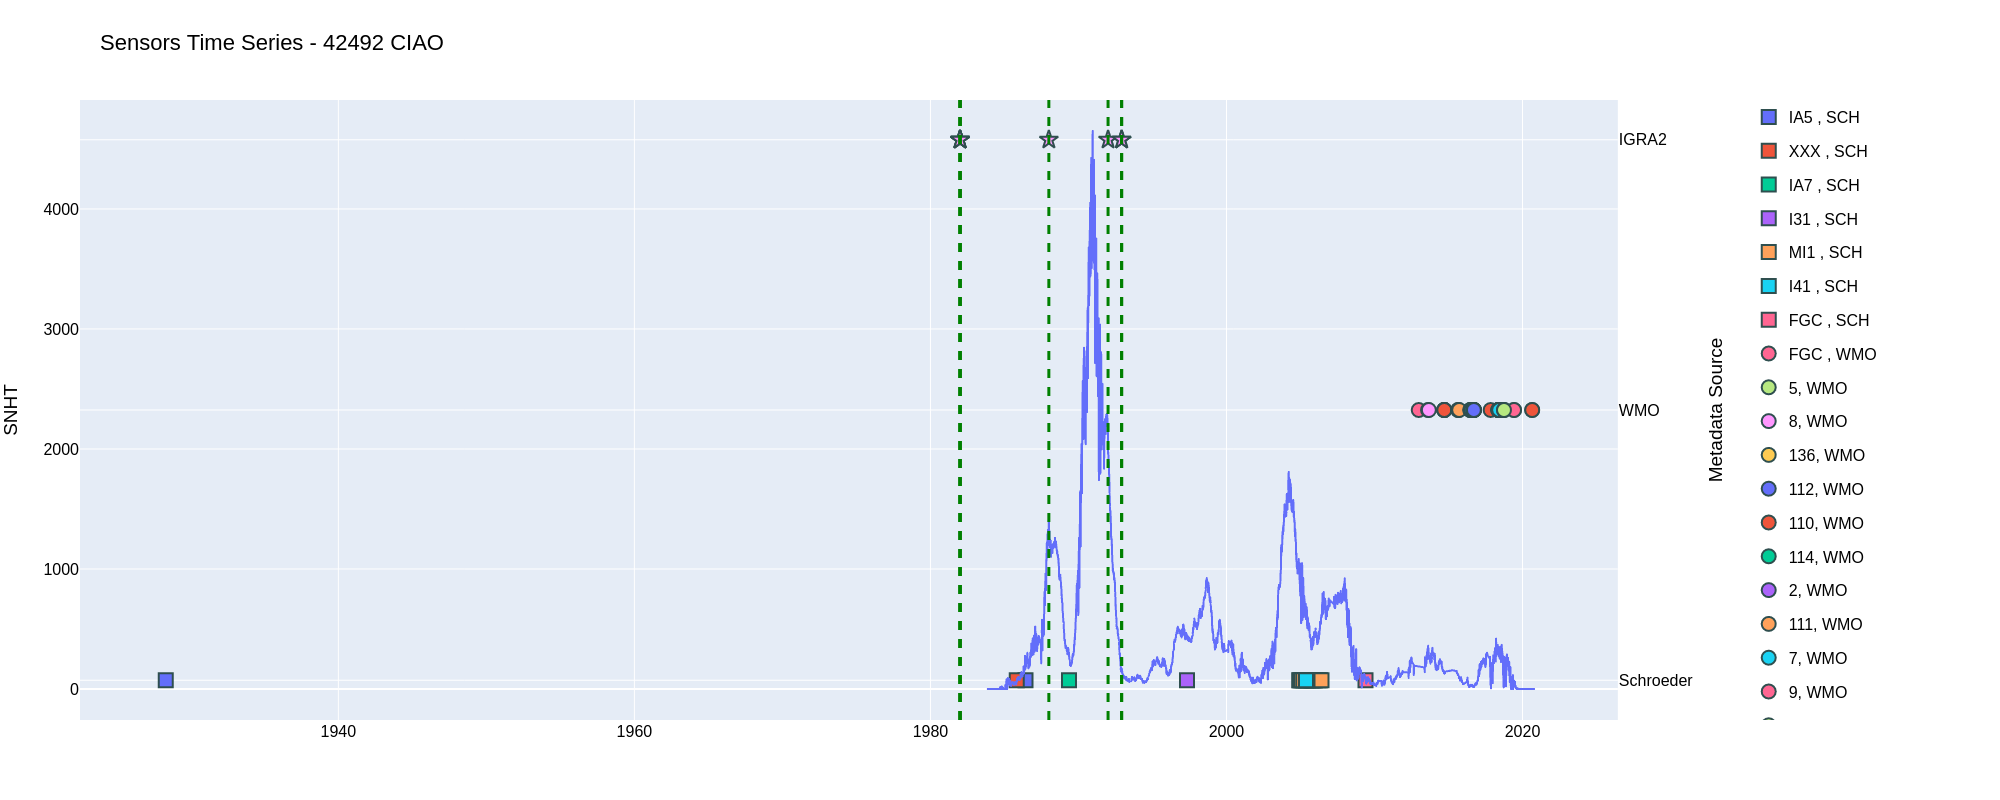 Sensors Time Series - 42492 CIAO
SNHT
4000
3000
2000
1000
0
1940
1960
1980
2000
2020
IGRA2
WMO
Schroeder
Metadata Source
IA5 , SCH
XXX , SCH
IA7 , SCH
I31 , SCH
MI1 , SCH
I41 , SCH
FGC , SCH
FGC , WMO
5, WMO
8, WMO
136, WMO
112, WMO
110, WMO
114, WMO
2, WMO
111, WMO
7, WMO
9, WMO